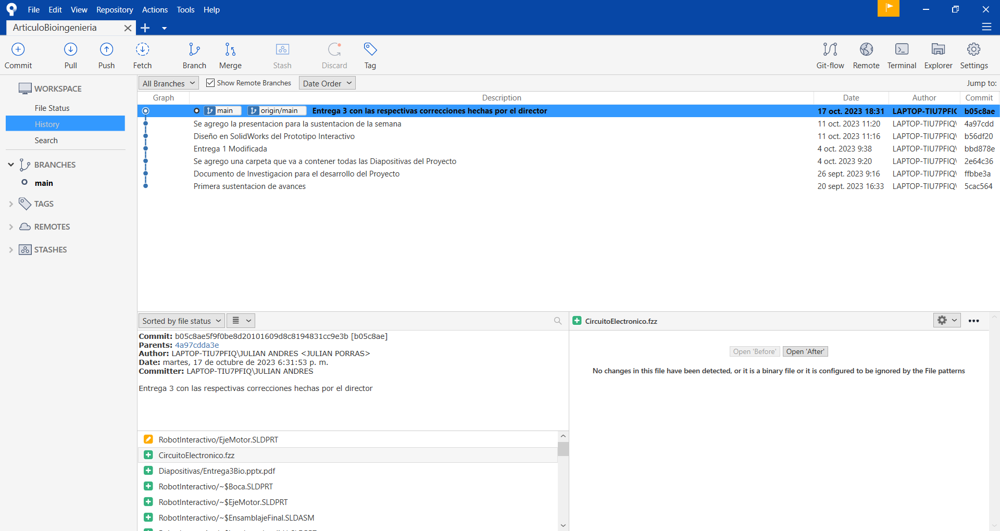 File Edit View Repository Actions Tools Help
ArticuloBioingenieria
Commit Pull Push Fetch Branch Merge Stash Discard Tag Git-flow Remote Terminal Explorer Settings
WORKSPACE
File Status
History
Search
BRANCHES
main
TAGS
REMOTES
STASHES
All Branches Show Remote Branches Date Order Jump to:
Graph Description Date Author Commit
main origin/main Entrega 3 con las respectivas correcciones hechas por el director 17 oct. 2023 18:31 LAPTOP-TIU7PFIQ b05c8ae
Se agrego la presentacion para la sustentacion de la semana 11 oct. 2023 11:20 LAPTOP-TIU7PFIQ\ 4a97cdd
Diseño en SolidWorks del Prototipo Interactivo 11 oct. 2023 11:16 LAPTOP-TIU7PFIQ\ b56df20
Entrega 1 Modificada 4 oct. 2023 9:38 LAPTOP-TIU7PFIQ\ bbd878e
Se agrego una carpeta que va a contener todas las Diapositivas del Proyecto 4 oct. 2023 9:20 LAPTOP-TIU7PFIQ\ 2e64c36
Documento de Investigacion para el desarrollo del Proyecto 26 sept. 2023 9:16 LAPTOP-TIU7PFIQ\ ffbbe3a
Primera sustentacion de avances 20 sept. 2023 16:33 LAPTOP-TIU7PFIQ\ 5cac564
Sorted by file status
Commit: b05c8ae5f9f0be8d20101609d8c8194831cc9e3b [b05c8ae]
Parents: 4a97cdda3e
Author: LAPTOP-TIU7PFIQ\JULIAN ANDRES <JULIAN PORRAS>
Date: martes, 17 de octubre de 2023 6:31:53 p. m.
Committer: LAPTOP-TIU7PFIQ\JULIAN ANDRES
Entrega 3 con las respectivas correcciones hechas por el director
RobotInteractivo/EjeMotor.SLDPRT
CircuitoElectronico.fzz
Diapositivas/Entrega3Bio.pptx.pdf
RobotInteractivo/~$Boca.SLDPRT
RobotInteractivo/~$EjeMotor.SLDPRT
RobotInteractivo/~$EnsamblajeFinal.SLDASM
CircuitoElectronico.fzz
Open 'Before' Open 'After'
No changes in this file have been detected, or it is a binary file or it is configured to be ignored by the File patterns